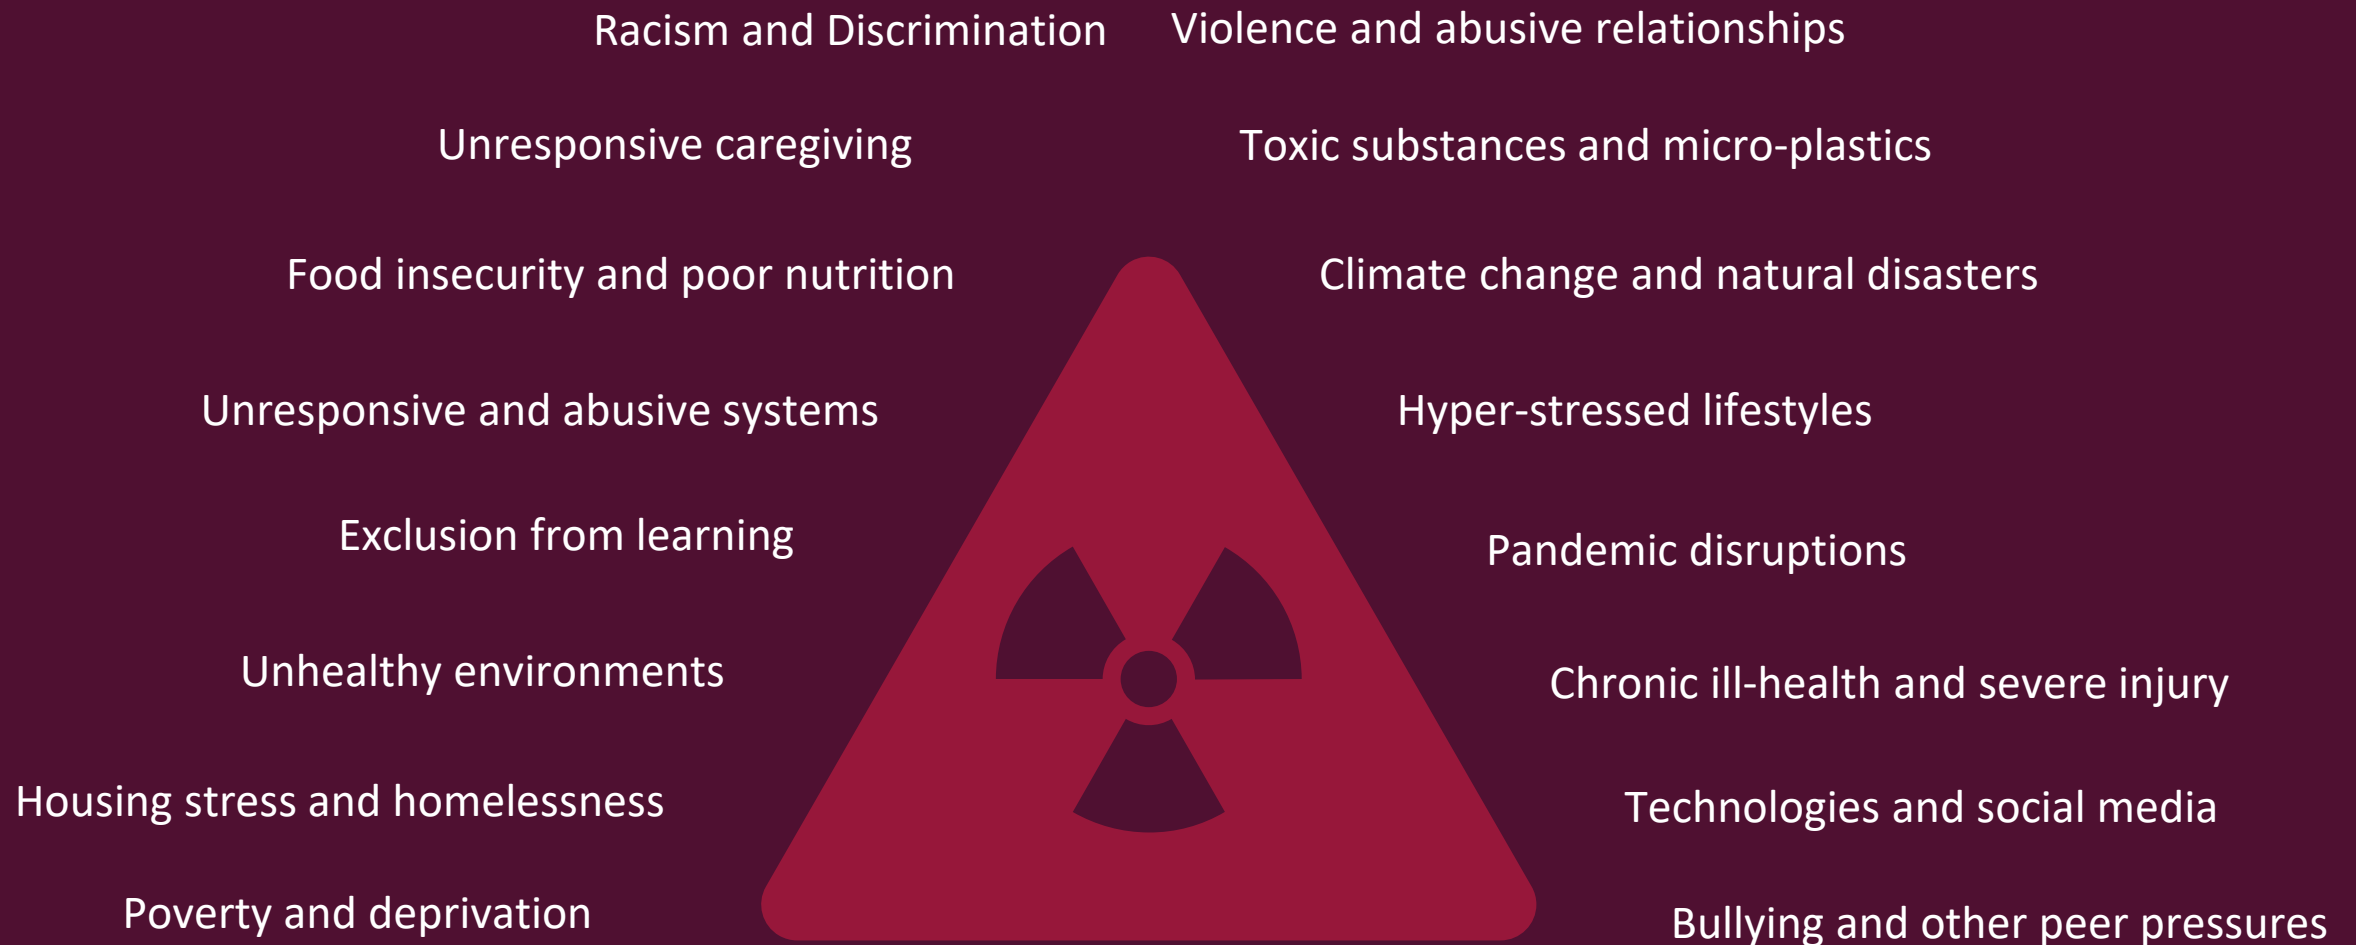 Racism and Discrimination
Violence and abusive relationships
Unresponsive caregiving
Toxic substances and micro-plastics
Food insecurity and poor nutrition
Climate change and natural disasters
Unresponsive and abusive systems
Hyper-stressed lifestyles
Exclusion from learning
Pandemic disruptions
Unhealthy environments
Chronic ill-health and severe injury
Housing stress and homelessness
Technologies and social media
Poverty and deprivation
Bullying and other peer pressures